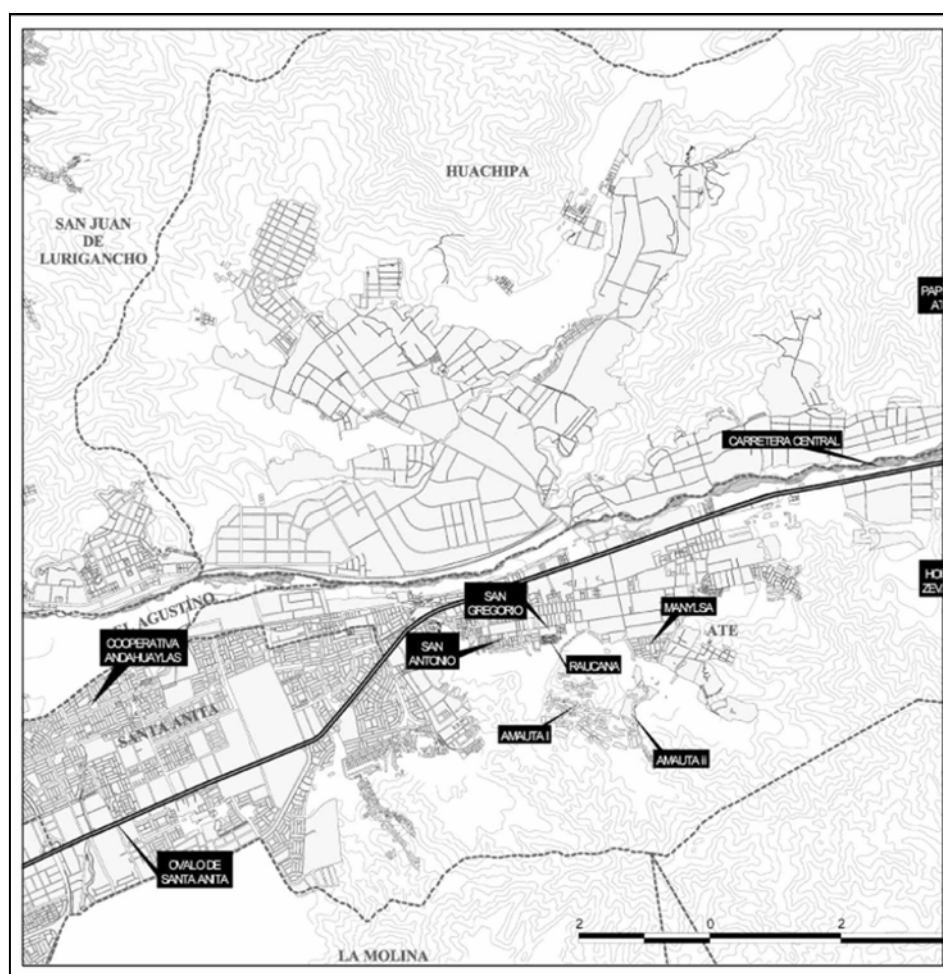 HUACHIPA
SAN JUAN
DE
LURIGANCHO
CARRETERA CENTRAL
SAN
GREGORIO
MANYLSA
EL AGUSTÍNO
ATE
COOPERATIVA
ANDAHUAYLAS
SAN
ANTONIO
RAUCANA
SANTA ANITA
AMAUTA I
AMAUTA ii
OVALO DE
SANTA ANITA
2 0 2
LA MOLINA